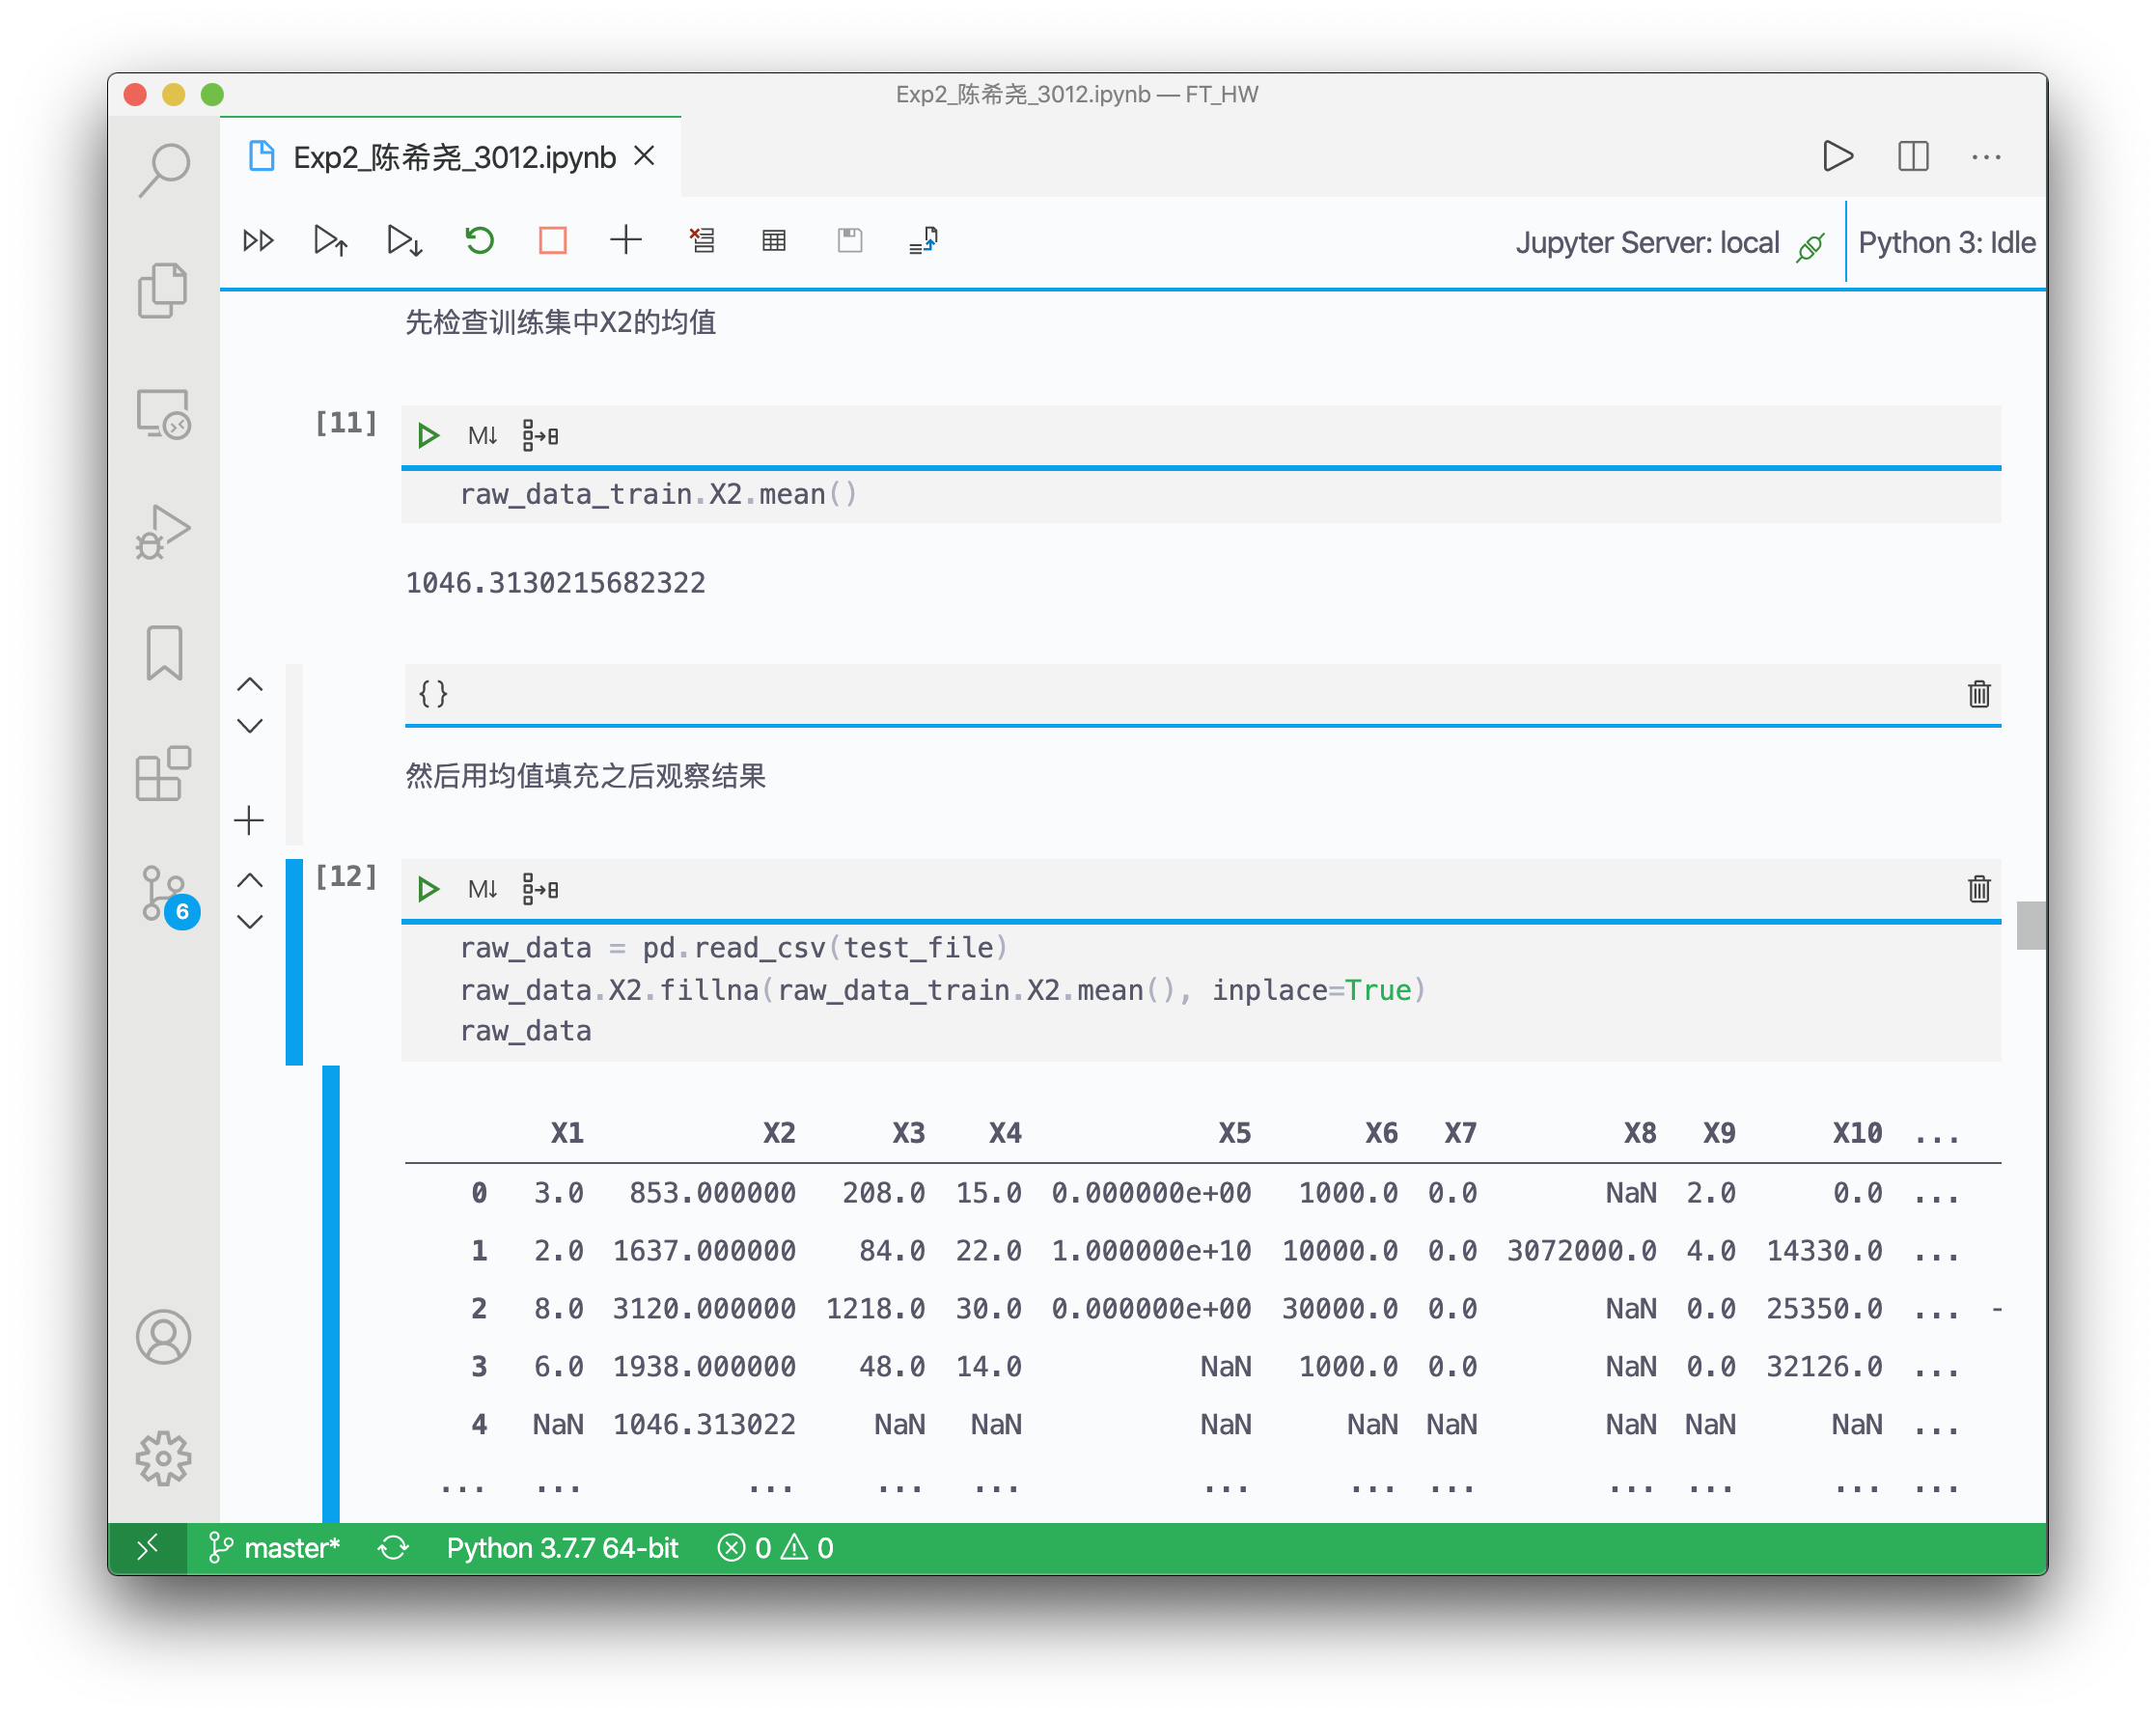 Exp2_陈希尧_3012.ipynb — FT_HW
Exp2_陈希尧_3012.ipynb
Jupyter Server: local
Python 3: Idle
先检查训练集中X2的均值
[11]
M↓
raw_data_train.X2.mean()
1046.3130215682322
{}
然后用均值填充之后观察结果
[12]
M↓
raw_data = pd.read_csv(test_file)
raw_data.X2.fillna(raw_data_train.X2.mean(), inplace=True)
raw_data
X1 X2 X3 X4 X5 X6 X7 X8 X9 X10 ...
0 3.0 853.000000 208.0 15.0 0.000000e+00 1000.0 0.0 NaN 2.0 0.0 ...
1 2.0 1637.000000 84.0 22.0 1.000000e+10 10000.0 0.0 3072000.0 4.0 14330.0 ...
2 8.0 3120.000000 1218.0 30.0 0.000000e+00 30000.0 0.0 NaN 0.0 25350.0 ... -
3 6.0 1938.000000 48.0 14.0 NaN 1000.0 0.0 NaN 0.0 32126.0 ...
4 NaN 1046.313022 NaN NaN NaN NaN NaN NaN NaN NaN ...
... ... ... ... ... ... ... ... ... ... ... ...
6
master* Python 3.7.7 64-bit 0 0